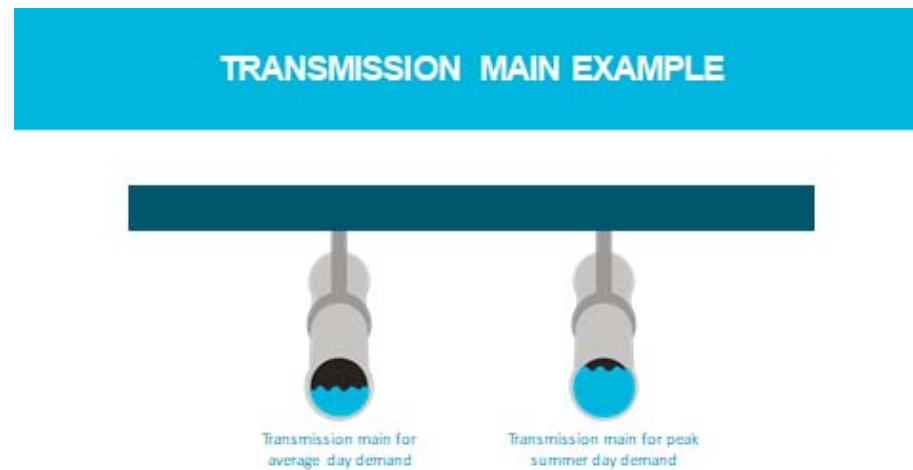 TRANSMISSION MAIN EXAMPLE
Transmission main for
average day demand
Transmission main for peak
summer day demand